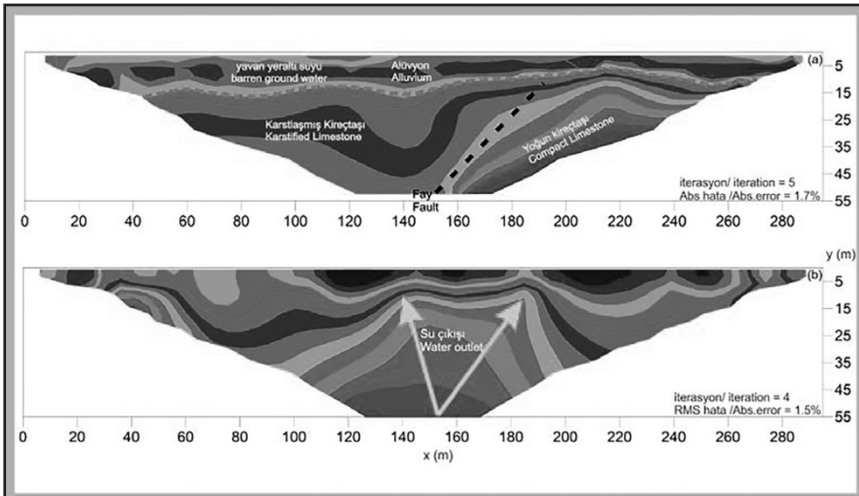 (a)
yavan yeraltı suyu
barren ground water
Alüvyon
Alluvium
5
15
25
35
45
55
Karstlaşmış Kireçtaşı
Karstified Limestone
Yoğun kireçtaşı
Compact Limestone
Fay
Fault
iterasyon/ iteration = 5
Abs hata /Abs.error = 1.7%
0 20 40 60 80 100 120 140 160 180 200 220 240 260 280
y (m)
(b)
5
15
25
35
45
55
Su çıkışı
Water outlet
iterasyon/ iteration = 4
RMS hata /Abs.error = 1.5%
0 20 40 60 80 100 120 140 160 180 200 220 240 260 280
x (m)